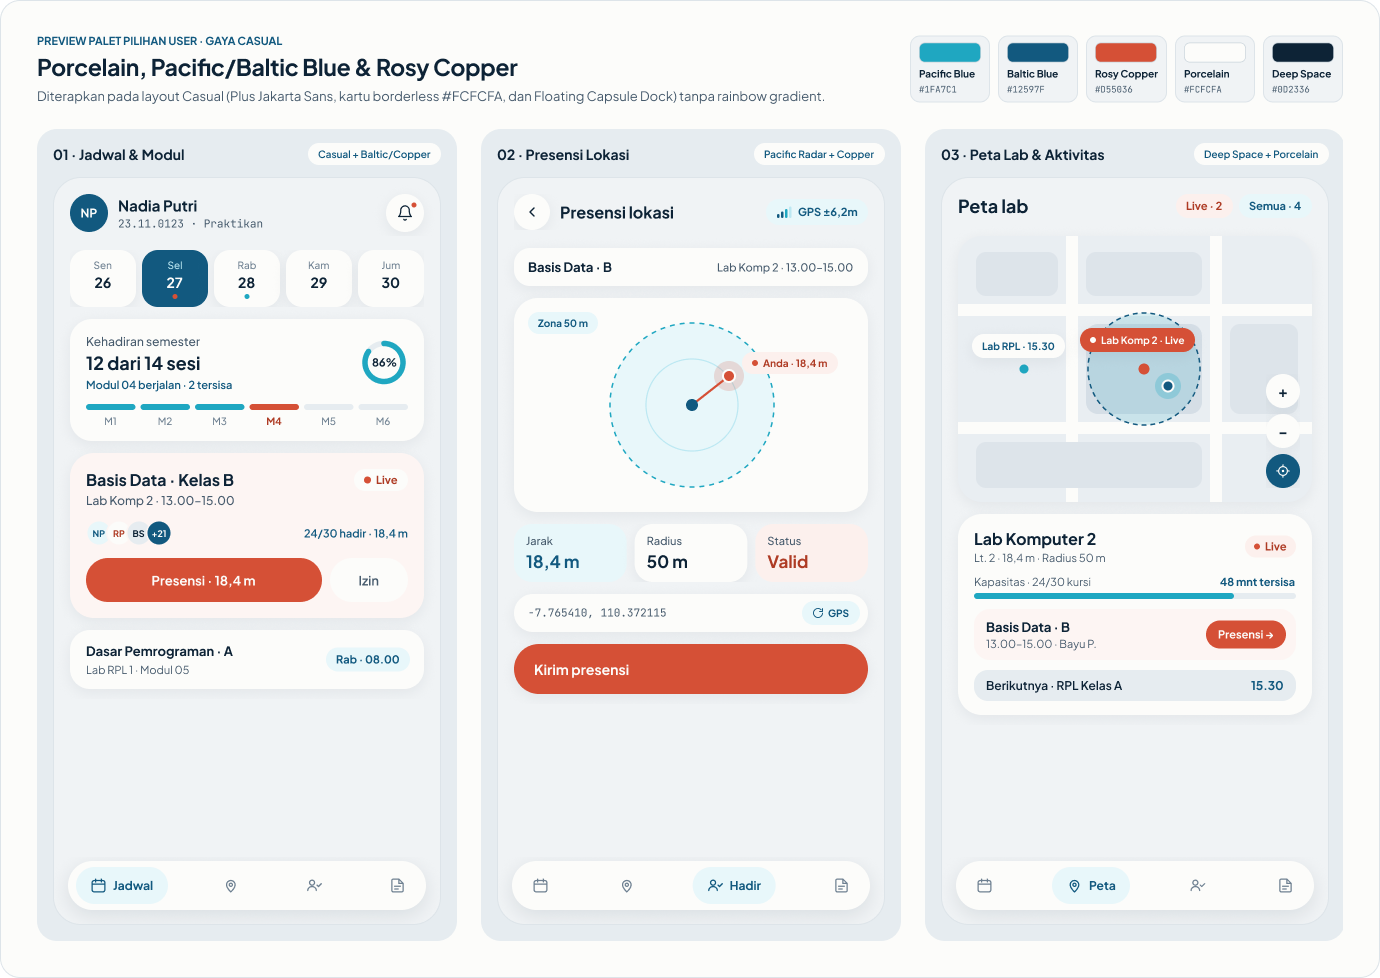 PREVIEW PALET PILIHAN USER · GAYA CASUAL
Porcelain, Pacific/Baltic Blue & Rosy Copper
Diterapkan pada layout Casual (Plus Jakarta Sans, kartu borderless #FCFCFA, dan Floating Capsule Dock) tanpa rainbow gradient.
Pacific Blue
#1FA7C1
Baltic Blue
#12597F
Rosy Copper
#D55036
Porcelain
#FCFCFA
Deep Space
#0D2336
01 · Jadwal & Modul
Casual + Baltic/Copper
NP
Nadia Putri
23.11.0123 · Praktikan
Sen
26
Sel
27
Rab
28
Kam
29
Jum
30
Kehadiran semester
12 dari 14 sesi
Modul 04 berjalan · 2 tersisa
86%
M1
M2
M3
M4
M5
M6
Basis Data · Kelas B
Live
Lab Komp 2 · 13.00–15.00
NP
RP
BS
+21
24/30 hadir · 18,4 m
Presensi · 18,4 m
Izin
Dasar Pemrograman · A
Lab RPL 1 · Modul 05
Rab · 08.00
Jadwal
02 · Presensi Lokasi
Pacific Radar + Copper
Presensi lokasi
GPS ±6,2m
Basis Data · B
Lab Komp 2 · 13.00–15.00
Zona 50 m
Anda · 18,4 m
Jarak
18,4 m
Radius
50 m
Status
Valid
-7.765410, 110.372115
GPS
Kirim presensi
Hadir
03 · Peta Lab & Aktivitas
Deep Space + Porcelain
Peta lab
Live · 2
Semua · 4
Lab RPL · 15.30
Lab Komp 2 · Live
+
−
Lab Komputer 2
Lt. 2 · 18,4 m · Radius 50 m
Live
Kapasitas · 24/30 kursi
48 mnt tersisa
Basis Data · B
13.00–15.00 · Bayu P.
Presensi →
Berikutnya · RPL Kelas A
15.30
Peta